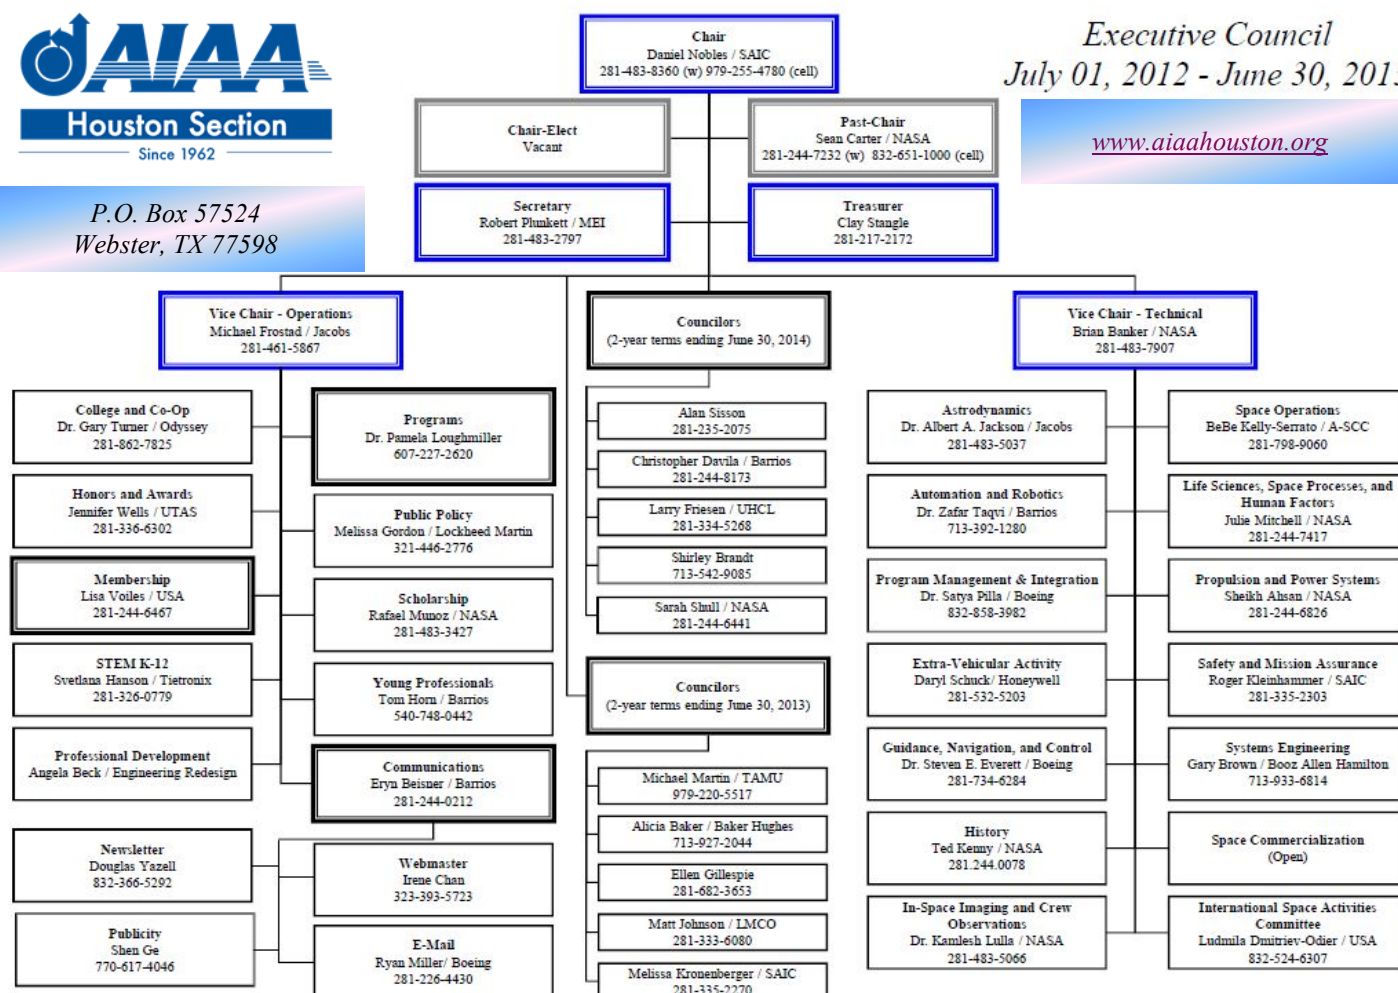 AIAA
Houston Section
Since 1962
Executive Council
July 01, 2012 - June 30, 201
www.aiaahouston.org
P.O. Box 57524
Webster, TX 77598
Chair
Daniel Nobles / SAIC
281-483-8360 (w) 979-255-4780 (cell)
Chair-Elect
Vacant
Past-Chair
Sean Carter / NASA
281-244-7232 (w) 832-651-1000 (cell)
Secretary
Robert Plunkett / MEI
281-483-2797
Treasurer
Clay Stangle
281-217-2172
Vice Chair - Operations
Michael Frostad / Jacobs
281-461-5867
Councilors
(2-year terms ending June 30, 2014)
Vice Chair - Technical
Brian Banker / NASA
281-483-7907
College and Co-Op
Dr. Gary Turner / Odyssey
281-862-7825
Honors and Awards
Jennifer Wells / UTAS
281-336-6302
Membership
Lisa Voiles / USA
281-244-6467
STEM K-12
Svetlana Hanson / Tietronix
281-326-0779
Professional Development
Angela Beck / Engineering Redesign
Programs
Dr. Pamela Loughmiller
607-227-2620
Public Policy
Melissa Gordon / Lockheed Martin
321-446-2776
Scholarship
Rafael Munoz / NASA
281-483-3427
Young Professionals
Tom Horn / Barrios
540-748-0442
Communications
Eryn Beisner / Barrios
281-244-0212
Newsletter
Douglas Yazell
832-366-5292
Publicity
Shen Ge
770-617-4046
Webmaster
Irene Chan
323-393-5723
E-Mail
Ryan Miller/ Boeing
281-226-4430
Alan Sisson
281-235-2075
Christopher Davila / Barrios
281-244-8173
Larry Friesen / UHCL
281-334-5268
Shirley Brandt
713-542-9085
Sarah Shull / NASA
281-244-6441
Councilors
(2-year terms ending June 30, 2013)
Michael Martin / TAMU
979-220-5517
Alicia Baker / Baker Hughes
713-927-2044
Ellen Gillespie
281-682-3653
Matt Johnson / LMCO
281-333-6080
Melissa Kronenberger / SAIC
281-335-2270
Astrodynamics
Dr. Albert A. Jackson / Jacobs
281-483-5037
Automation and Robotics
Dr. Zafar Taqvi / Barrios
713-392-1280
Program Management & Integration
Dr. Satya Pilla / Boeing
832-858-3982
Extra-Vehicular Activity
Daryl Schuck/ Honeywell
281-532-5203
Guidance, Navigation, and Control
Dr. Steven E. Everett / Boeing
281-734-6284
History
Ted Kenny / NASA
281.244.0078
In-Space Imaging and Crew
Observations
Dr. Kamlesh Lulla / NASA
281-483-5066
Space Operations
BeBe Kelly-Serrato / A-SCC
281-798-9060
Life Sciences, Space Processes, and
Human Factors
Julie Mitchell / NASA
281-244-7417
Propulsion and Power Systems
Sheikh Ahsan / NASA
281-244-6826
Safety and Mission Assurance
Roger Kleinhammer / SAIC
281-335-2303
Systems Engineering
Gary Brown / Booz Allen Hamilton
713-933-6814
Space Commercialization
(Open)
International Space Activities
Committee
Ludmila Dmitriev-Odier / USA
832-524-6307